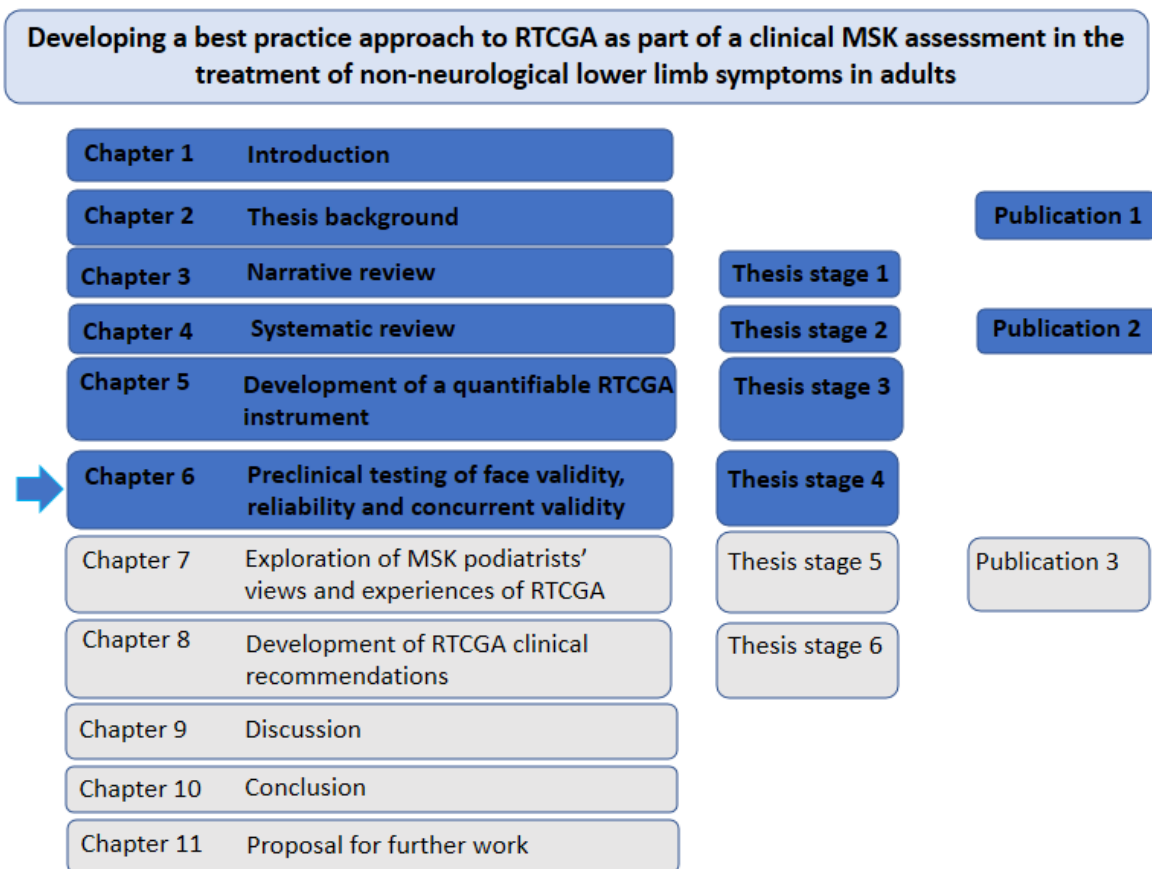 Developing a best practice approach to RTCGA as part of a clinical MSK assessment in the
treatment of non-neurological lower limb symptoms in adults
Chapter 1 Introduction
Chapter 2 Thesis background Publication 1
Chapter 3 Narrative review Thesis stage 1
Chapter 4 Systematic review Thesis stage 2 Publication 2
Chapter 5 Development of a quantifiable RTCGA Thesis stage 3
instrument
Chapter 6 Preclinical testing of face validity, Thesis stage 4
reliability and concurrent validity
Chapter 7 Exploration of MSK podiatrists’ Thesis stage 5 Publication 3
views and experiences of RTCGA
Chapter 8 Development of RTCGA clinical Thesis stage 6
recommendations
Chapter 9 Discussion
Chapter 10 Conclusion
Chapter 11 Proposal for further work